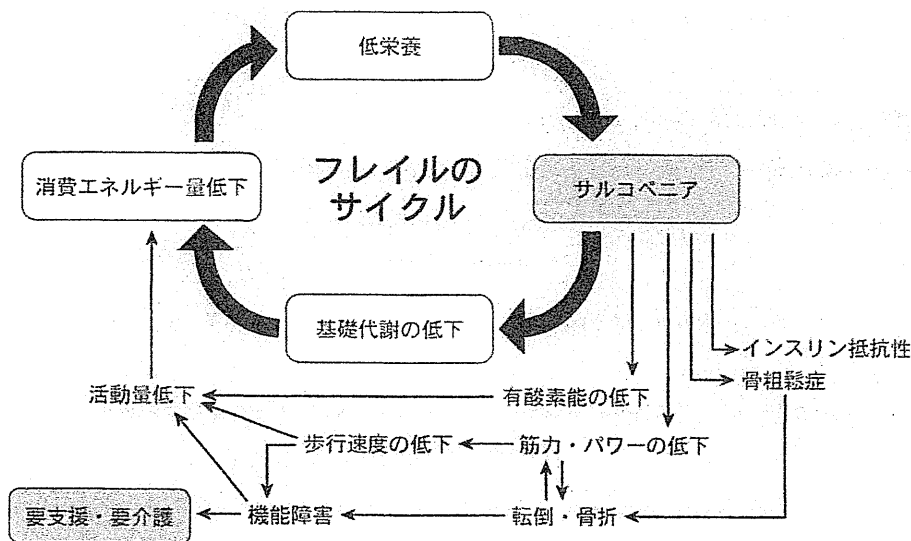 低栄養
消費エネルギー量低下
フレイルの
サイクル
サルコペニア
基礎代謝の低下
インスリン抵抗性
骨粗鬆症
活動量低下
有酸素能の低下
歩行速度の低下
筋力・パワーの低下
要支援・要介護
機能障害
転倒・骨折